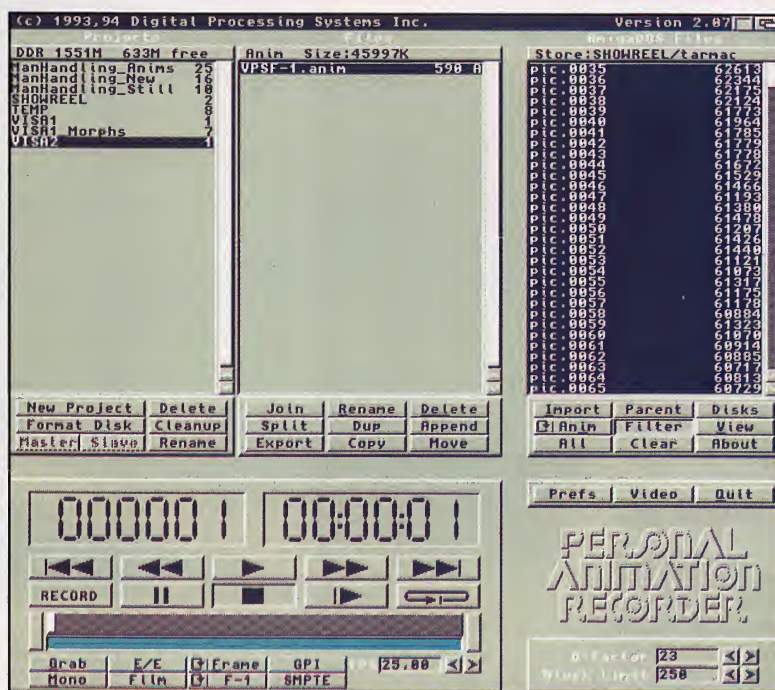 (c) 1993,94 Digital Processing Systems Inc. Version 2.07
Projects
Files
AmigaDOS Files
DDR 1551M 633M free
Anim Size:45997K
Store:SHOWREEL/tarmac
ManHandling_Anims 25
ManHandling_New 16
ManHandling_Still 10
SHOWREEL 2
TEMP 8
VISA1 1
VISA1 Morphs 7
VISA2 1
VPSF-1.anim 590 A
pic.0035 62613
pic.0036 62344
pic.0037 62175
pic.0038 62124
pic.0039 61773
pic.0040 61964
pic.0041 61785
pic.0042 61779
pic.0043 61778
pic.0044 61672
pic.0045 61529
pic.0046 61466
pic.0047 61193
pic.0048 61380
pic.0049 61478
pic.0050 61207
pic.0051 61426
pic.0052 61440
pic.0053 61121
pic.0054 61073
pic.0055 61317
pic.0056 61175
pic.0057 61178
pic.0058 60884
pic.0059 61323
pic.0060 61070
pic.0061 60914
pic.0062 60885
pic.0063 60717
pic.0064 60813
pic.0065 60729
New Project Delete
Format Disk Cleanup
Master Slave Rename
Join Rename Delete
Split Dup Append
Export Copy Move
Import Parent Disks
Anim Filter View
All Clear About
Prefs Video Quit
000001
00:00:01
RECORD
PERSONAL
ANIMATION
RECORDER
Grab E/E Frame GPI 25.00
Mono Film F-1 SMPTE
Q-factor 23
Block Limit 250